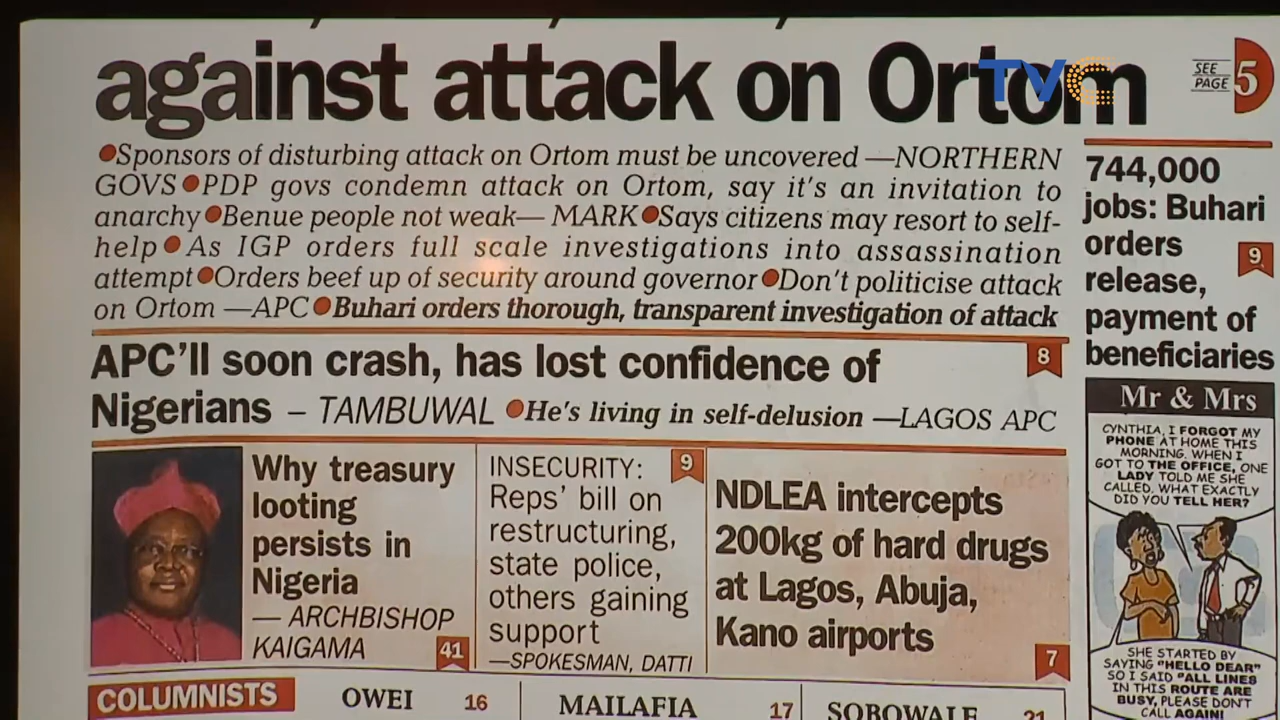 against attack on Ortom
TVC
SEE
PAGE 5
●Sponsors of disturbing attack on Ortom must be uncovered —NORTHERN
GOVS●PDP govs condemn attack on Ortom, say it's an invitation to
anarchy●Benue people not weak— MARK●Says citizens may resort to self-
help●As IGP orders full scale investigations into assassination
attempt●Orders beef up of security around governor●Don't politicise attack
on Ortom —APC●Buhari orders thorough, transparent investigation of attack
744,000
jobs: Buhari
orders
release,
payment of
beneficiaries
9
APC'll soon crash, has lost confidence of
Nigerians – TAMBUWAL ●He's living in self-delusion —LAGOS APC
8
Why treasury
looting
persists in
Nigeria
— ARCHBISHOP
KAIGAMA
41
INSECURITY:
Reps' bill on
restructuring,
state police,
others gaining
support
—SPOKESMAN, DATTI
9
NDLEA intercepts
200kg of hard drugs
at Lagos, Abuja,
Kano airports
7
Mr & Mrs
CYNTHIA, I FORGOT MY
PHONE AT HOME THIS
MORNING. WHEN I
GOT TO THE OFFICE, ONE
LADY TOLD ME SHE
CALLED. WHAT EXACTLY
DID YOU TELL HER?
SHE STARTED BY
SAYING "HELLO DEAR"
SO I SAID "ALL LINES
IN THIS ROUTE ARE
BUSY, PLEASE DON'T
CALL AGAIN!
COLUMNISTS
OWEI 16
MAILAFIA 17
SOBOWALE 21